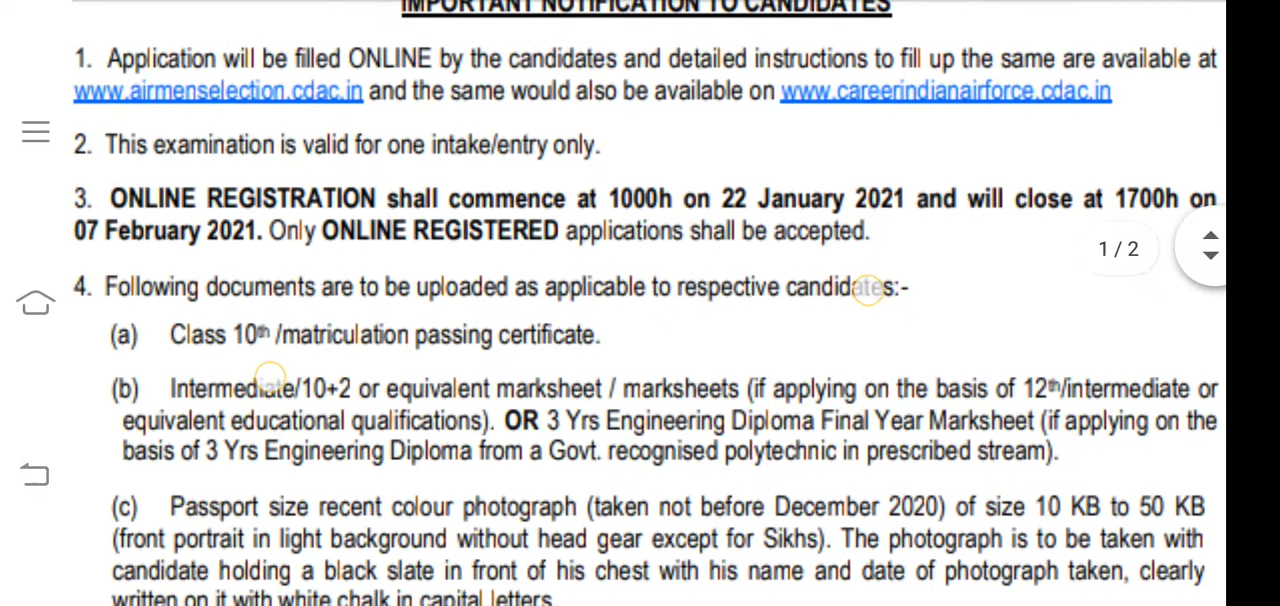 IMPORTANT NOTIFICATION TO CANDIDATES
1. Application will be filled ONLINE by the candidates and detailed instructions to fill up the same are available at
www.airmenselection.cdac.in and the same would also be available on www.careerindianairforce.cdac.in
2. This examination is valid for one intake/entry only.
3. ONLINE REGISTRATION shall commence at 1000h on 22 January 2021 and will close at 1700h on
07 February 2021. Only ONLINE REGISTERED applications shall be accepted.
1 / 2
4. Following documents are to be uploaded as applicable to respective candidates:-
(a) Class 10th /matriculation passing certificate.
(b) Intermediate/10+2 or equivalent marksheet / marksheets (if applying on the basis of 12th/intermediate or
equivalent educational qualifications). OR 3 Yrs Engineering Diploma Final Year Marksheet (if applying on the
basis of 3 Yrs Engineering Diploma from a Govt. recognised polytechnic in prescribed stream).
(c) Passport size recent colour photograph (taken not before December 2020) of size 10 KB to 50 KB
(front portrait in light background without head gear except for Sikhs). The photograph is to be taken with
candidate holding a black slate in front of his chest with his name and date of photograph taken, clearly
written on it with white chalk in capital letters